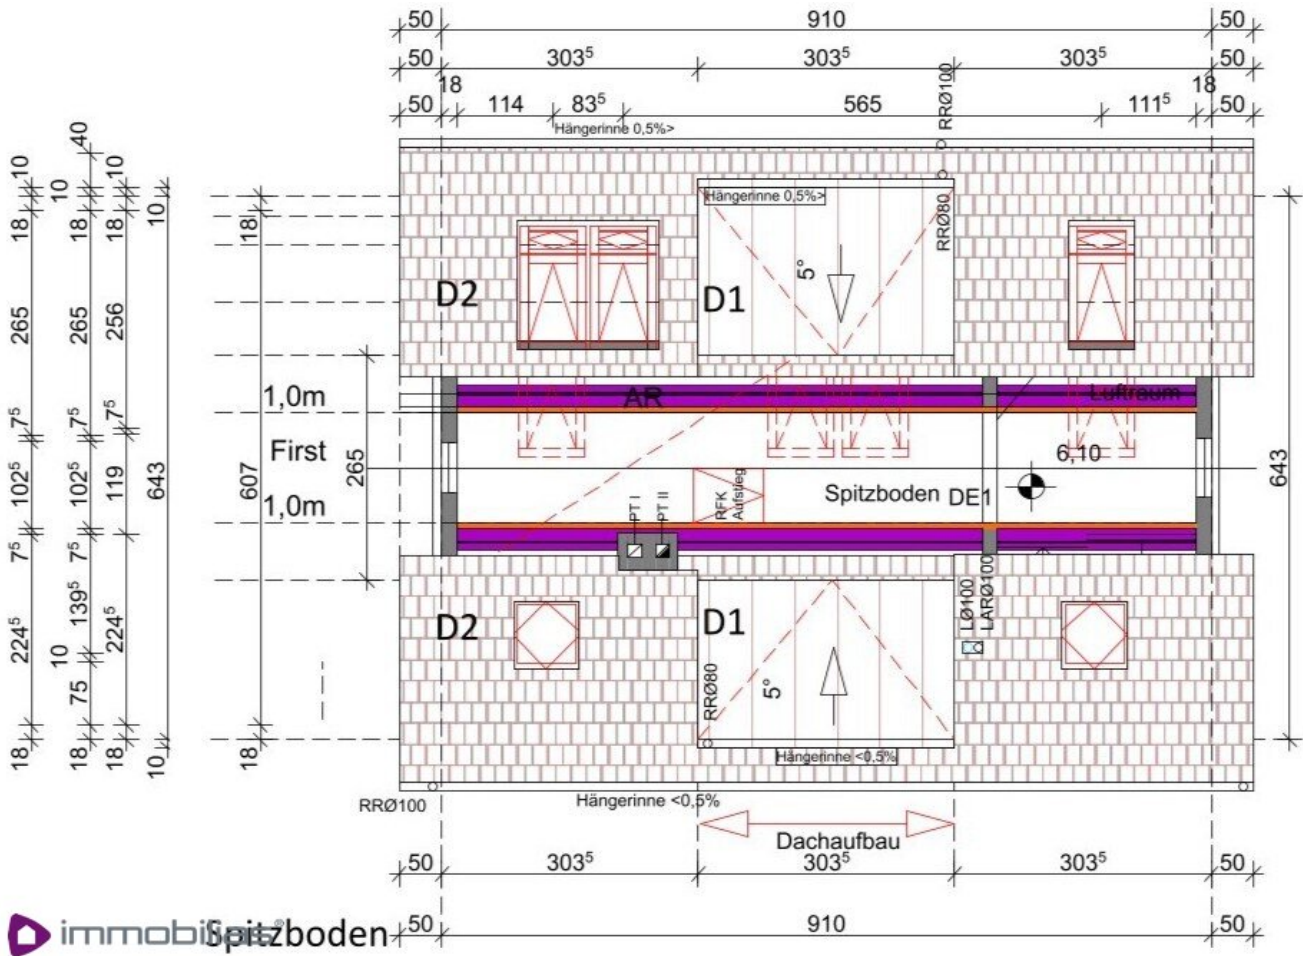 50 910 50
50 303⁵ 303⁵ 303⁵ 50
18 18
50 114 83⁵ 565 111⁵ 50
Hängerinne 0,5%> RRØ100
10 40 10
10
18 18 18 10 18
Hängerinne 0,5%>
RRØ80
D2 D1 5°
265 265 256
1,0m AR Luftraum
7⁵ 7⁵ 7⁵
First 6,10
102⁵ 102⁵ 119 643 607 265 643
RFK
Aufstieg
Spitzboden DE1
1,0m PT I PT II
7⁵ 7⁵
LØ100
LARØ100
D2 D1
224⁵ 139⁵ 224⁵
10
75
RRØ80 5°
18 18 18 10 18
Hängerinne <0,5%
RRØ100 Hängerinne <0,5%
Dachaufbau
50 303⁵ 303⁵ 303⁵ 50
50 910 50
Spitzboden